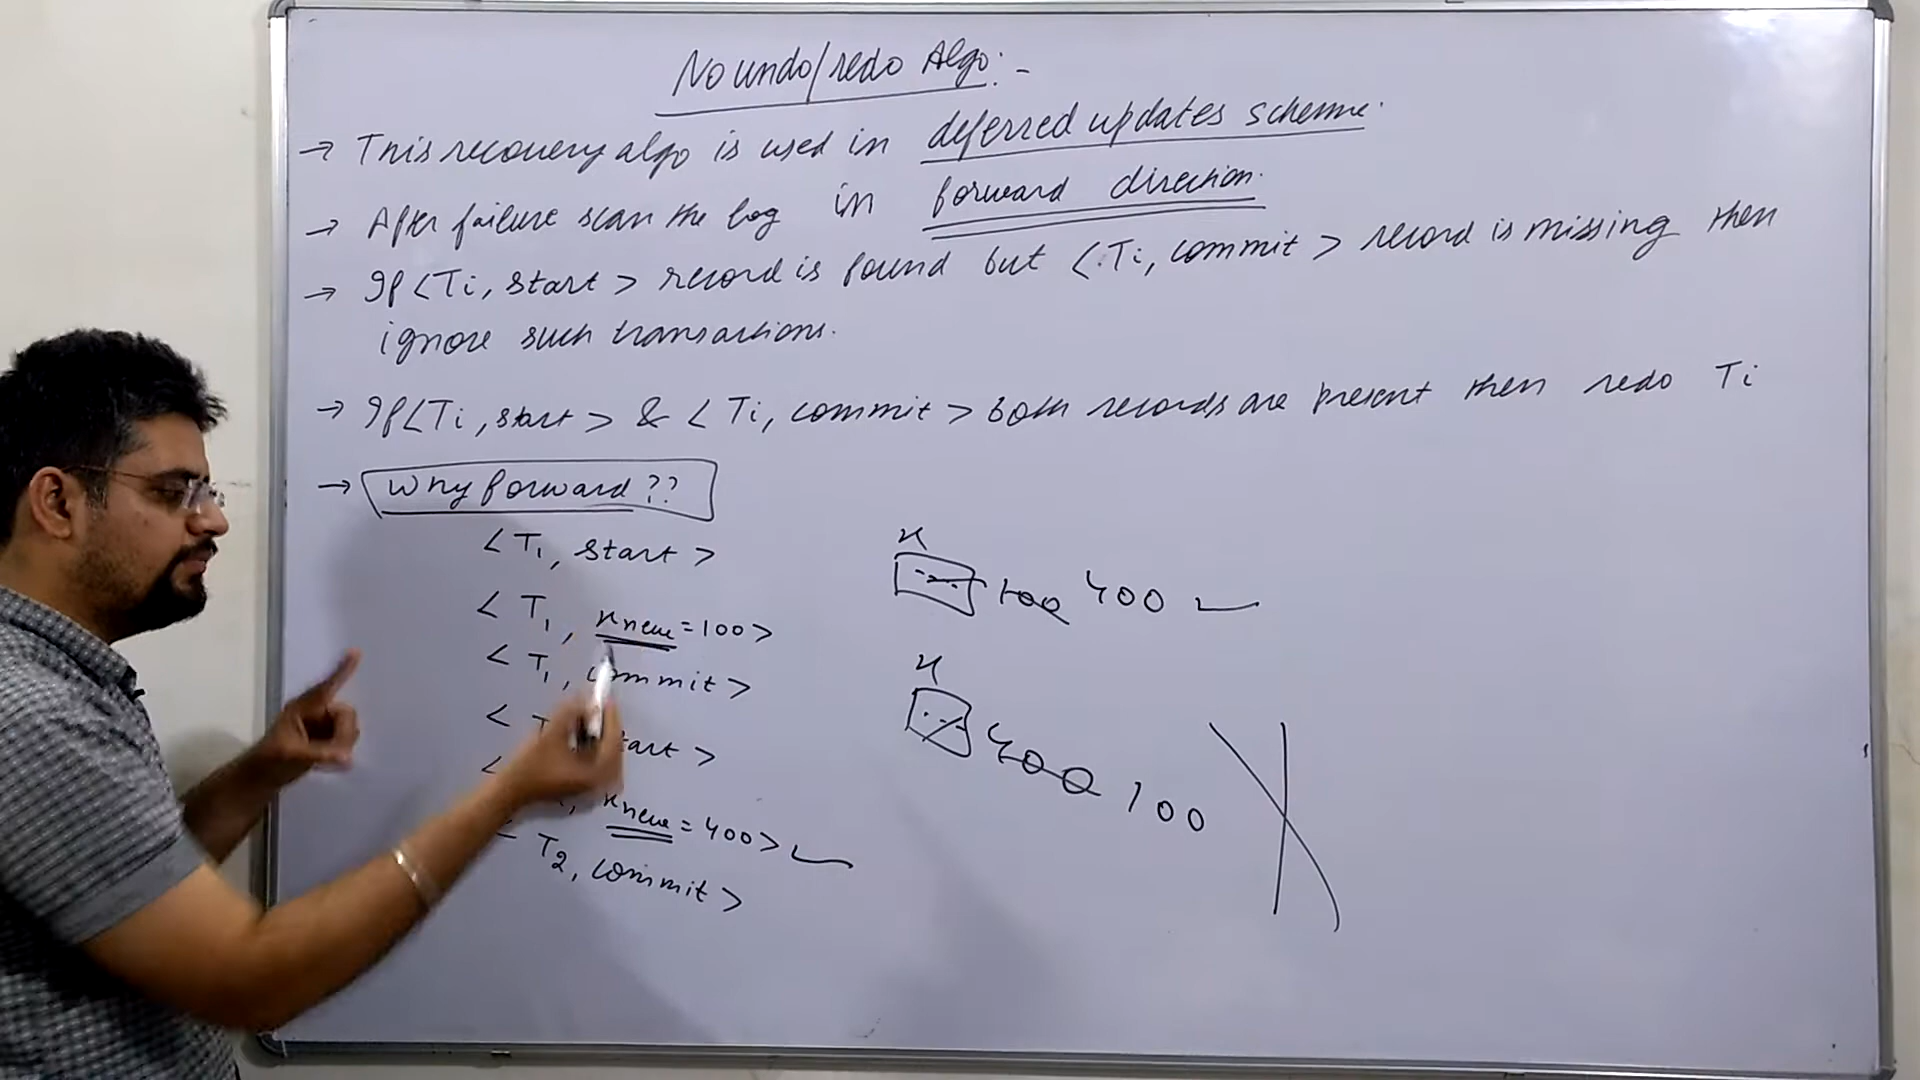 No undo/redo Algo:-
→ This recovery algo is used in deferred updates scheme.
→ After failure scan the log in forward direction.
→ If <Ti, start> record is found but <Ti, commit> record is missing then
ignore such transactions.
→ If <Ti, start> & <Ti, commit> both records are present then redo Ti
→ Why forward??
<T1, start>
<T1, xnew=100>
<T1, commit>
< T tart>
< , xnew=400>
<T2, commit>
x
100 400
x
400 100